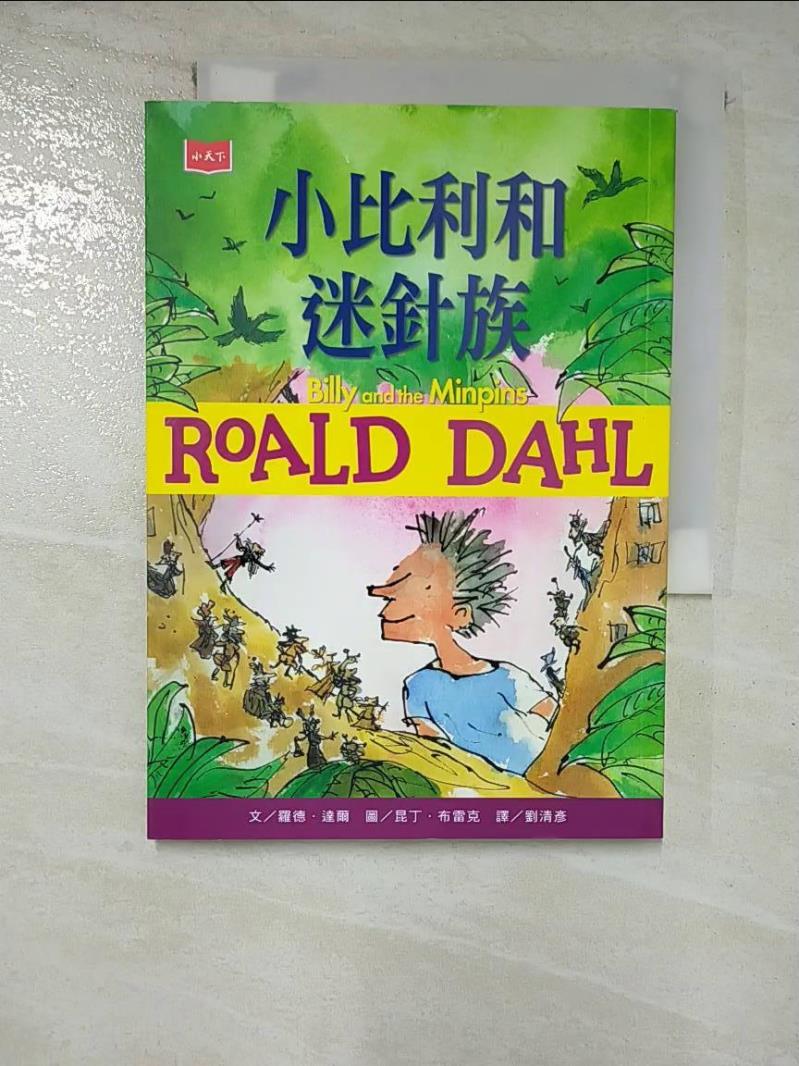 小天下
小比利和
迷針族
Billy and the Minpins
ROALD DAHL
文／羅德・達爾 圖／昆丁・布雷克 譯／劉清彥